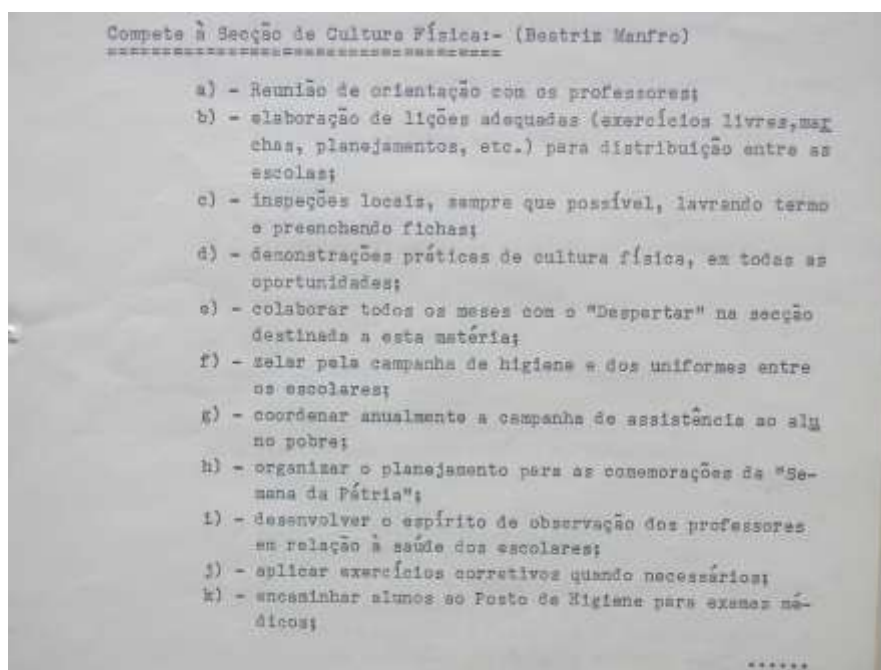 Compete à Secção de Cultura Física:- (Beatriz Manfro)
====================================
a) - Reunião de orientação com os professores;
b) - elaboração de lições adequadas (exercícios livres,mar
chas, planejamentos, etc.) para distribuição entre as
escolas;
c) - inspeções locais, sempre que possível, lavrando termo
e preenchendo fichas;
d) - demonstrações práticas de cultura física, em todas as
oportunidades;
e) - colaborar todos os meses com o "Despertar" na secção
destinada a esta matéria;
f) - zelar pela campanha de higiene e dos uniformes entre
os escolares;
g) - coordenar anualmente a campanha de assistência ao alu
no pobre;
h) - organizar o planejamento para as comemorações da "Se-
mana da Pátria";
i) - desenvolver o espírito de observação dos professores
em relação à saúde dos escolares;
j) - aplicar exercícios corretivos quando necessários;
k) - encaminhar alunos ao Posto de Higiene para exames mé-
dicos;
......